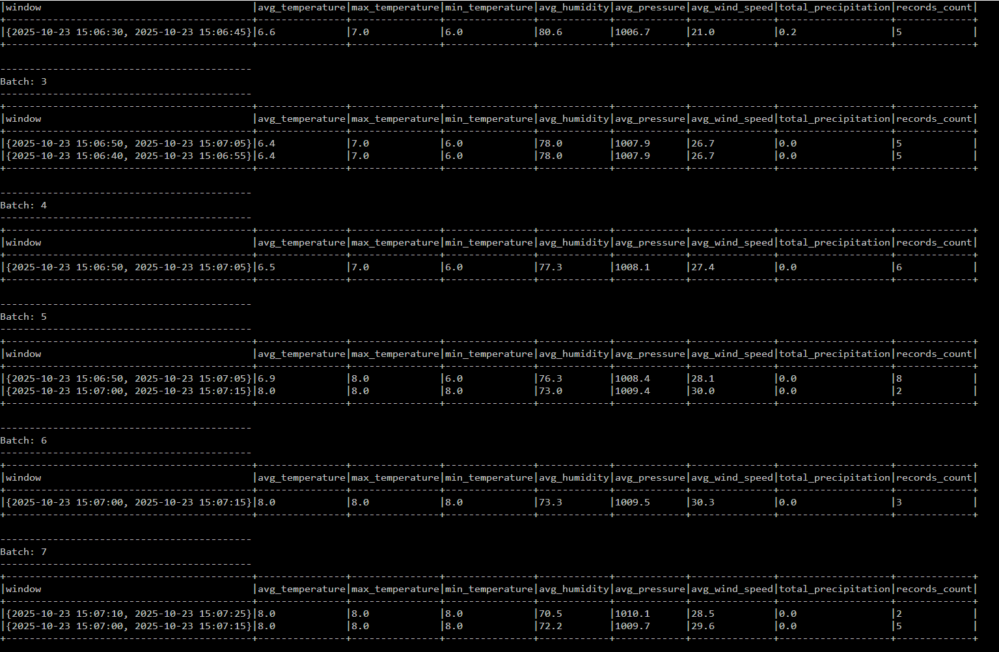 |window                                    |avg_temperature|max_temperature|min_temperature|avg_humidity|avg_pressure|avg_wind_speed|total_precipitation|records_count|
+------------------------------------------+---------------+---------------+---------------+------------+------------+--------------+-------------------+-------------+
|{2025-10-23 15:06:30, 2025-10-23 15:06:45}|6.6            |7.0            |6.0            |80.6        |1006.7      |21.0          |0.2                |5            |
+------------------------------------------+---------------+---------------+---------------+------------+------------+--------------+-------------------+-------------+

-------------------------------------------
Batch: 3
-------------------------------------------
+------------------------------------------+---------------+---------------+---------------+------------+------------+--------------+-------------------+-------------+
|window                                    |avg_temperature|max_temperature|min_temperature|avg_humidity|avg_pressure|avg_wind_speed|total_precipitation|records_count|
+------------------------------------------+---------------+---------------+---------------+------------+------------+--------------+-------------------+-------------+
|{2025-10-23 15:06:50, 2025-10-23 15:07:05}|6.4            |7.0            |6.0            |78.0        |1007.9      |26.7          |0.0                |5            |
|{2025-10-23 15:06:40, 2025-10-23 15:06:55}|6.4            |7.0            |6.0            |78.0        |1007.9      |26.7          |0.0                |5            |
+------------------------------------------+---------------+---------------+---------------+------------+------------+--------------+-------------------+-------------+

-------------------------------------------
Batch: 4
-------------------------------------------
+------------------------------------------+---------------+---------------+---------------+------------+------------+--------------+-------------------+-------------+
|window                                    |avg_temperature|max_temperature|min_temperature|avg_humidity|avg_pressure|avg_wind_speed|total_precipitation|records_count|
+------------------------------------------+---------------+---------------+---------------+------------+------------+--------------+-------------------+-------------+
|{2025-10-23 15:06:50, 2025-10-23 15:07:05}|6.5            |7.0            |6.0            |77.3        |1008.1      |27.4          |0.0                |6            |
+------------------------------------------+---------------+---------------+---------------+------------+------------+--------------+-------------------+-------------+

-------------------------------------------
Batch: 5
-------------------------------------------
+------------------------------------------+---------------+---------------+---------------+------------+------------+--------------+-------------------+-------------+
|window                                    |avg_temperature|max_temperature|min_temperature|avg_humidity|avg_pressure|avg_wind_speed|total_precipitation|records_count|
+------------------------------------------+---------------+---------------+---------------+------------+------------+--------------+-------------------+-------------+
|{2025-10-23 15:06:50, 2025-10-23 15:07:05}|6.9            |8.0            |6.0            |76.3        |1008.4      |28.1          |0.0                |8            |
|{2025-10-23 15:07:00, 2025-10-23 15:07:15}|8.0            |8.0            |8.0            |73.0        |1009.4      |30.0          |0.0                |2            |
+------------------------------------------+---------------+---------------+---------------+------------+------------+--------------+-------------------+-------------+

-------------------------------------------
Batch: 6
-------------------------------------------
+------------------------------------------+---------------+---------------+---------------+------------+------------+--------------+-------------------+-------------+
|window                                    |avg_temperature|max_temperature|min_temperature|avg_humidity|avg_pressure|avg_wind_speed|total_precipitation|records_count|
+------------------------------------------+---------------+---------------+---------------+------------+------------+--------------+-------------------+-------------+
|{2025-10-23 15:07:00, 2025-10-23 15:07:15}|8.0            |8.0            |8.0            |73.3        |1009.5      |30.3          |0.0                |3            |
+------------------------------------------+---------------+---------------+---------------+------------+------------+--------------+-------------------+-------------+

-------------------------------------------
Batch: 7
-------------------------------------------
+------------------------------------------+---------------+---------------+---------------+------------+------------+--------------+-------------------+-------------+
|window                                    |avg_temperature|max_temperature|min_temperature|avg_humidity|avg_pressure|avg_wind_speed|total_precipitation|records_count|
+------------------------------------------+---------------+---------------+---------------+------------+------------+--------------+-------------------+-------------+
|{2025-10-23 15:07:10, 2025-10-23 15:07:25}|8.0            |8.0            |8.0            |70.5        |1010.1      |28.5          |0.0                |2            |
|{2025-10-23 15:07:00, 2025-10-23 15:07:15}|8.0            |8.0            |8.0            |72.2        |1009.7      |29.6          |0.0                |5            |
+------------------------------------------+---------------+---------------+---------------+------------+------------+--------------+-------------------+-------------+